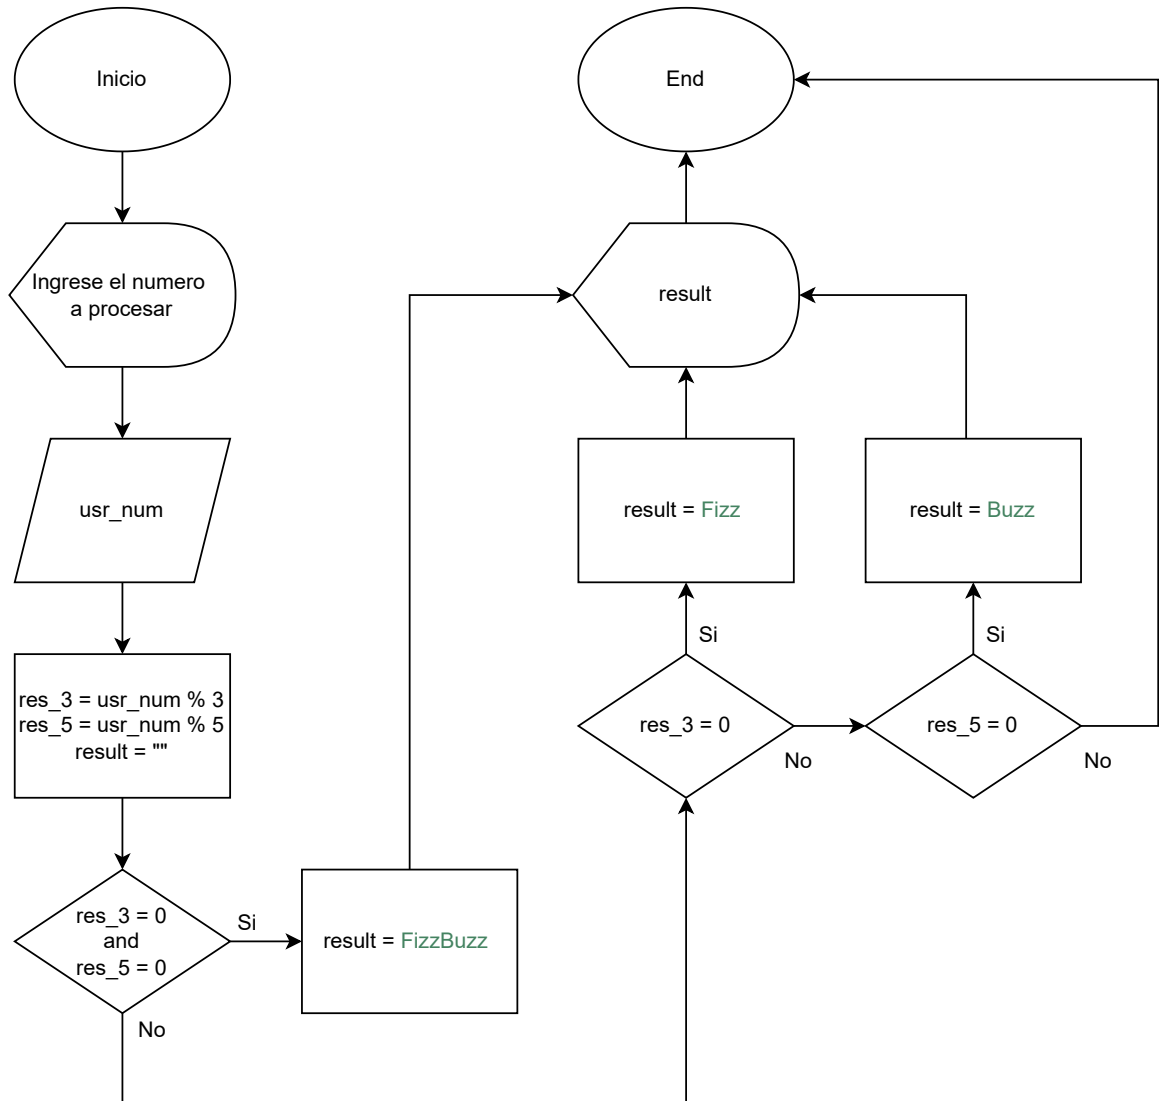 Inicio
Ingrese el numero
a procesar
usr_num
res_3 = usr_num % 3
res_5 = usr_num % 5
result = ""
res_3 = 0
and
res_5 = 0
Si
No
result = FizzBuzz
End
result
result = Fizz
result = Buzz
Si
Si
res_3 = 0
No
res_5 = 0
No